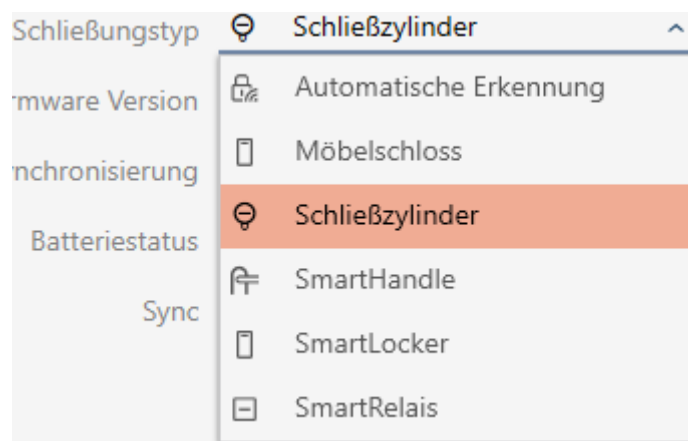 Schließungstyp Schließzylinder
Automatische Erkennung
rmware Version
Möbelschloss
nchronisierung
Schließzylinder
Batteriestatus
SmartHandle
Sync
SmartLocker
SmartRelais